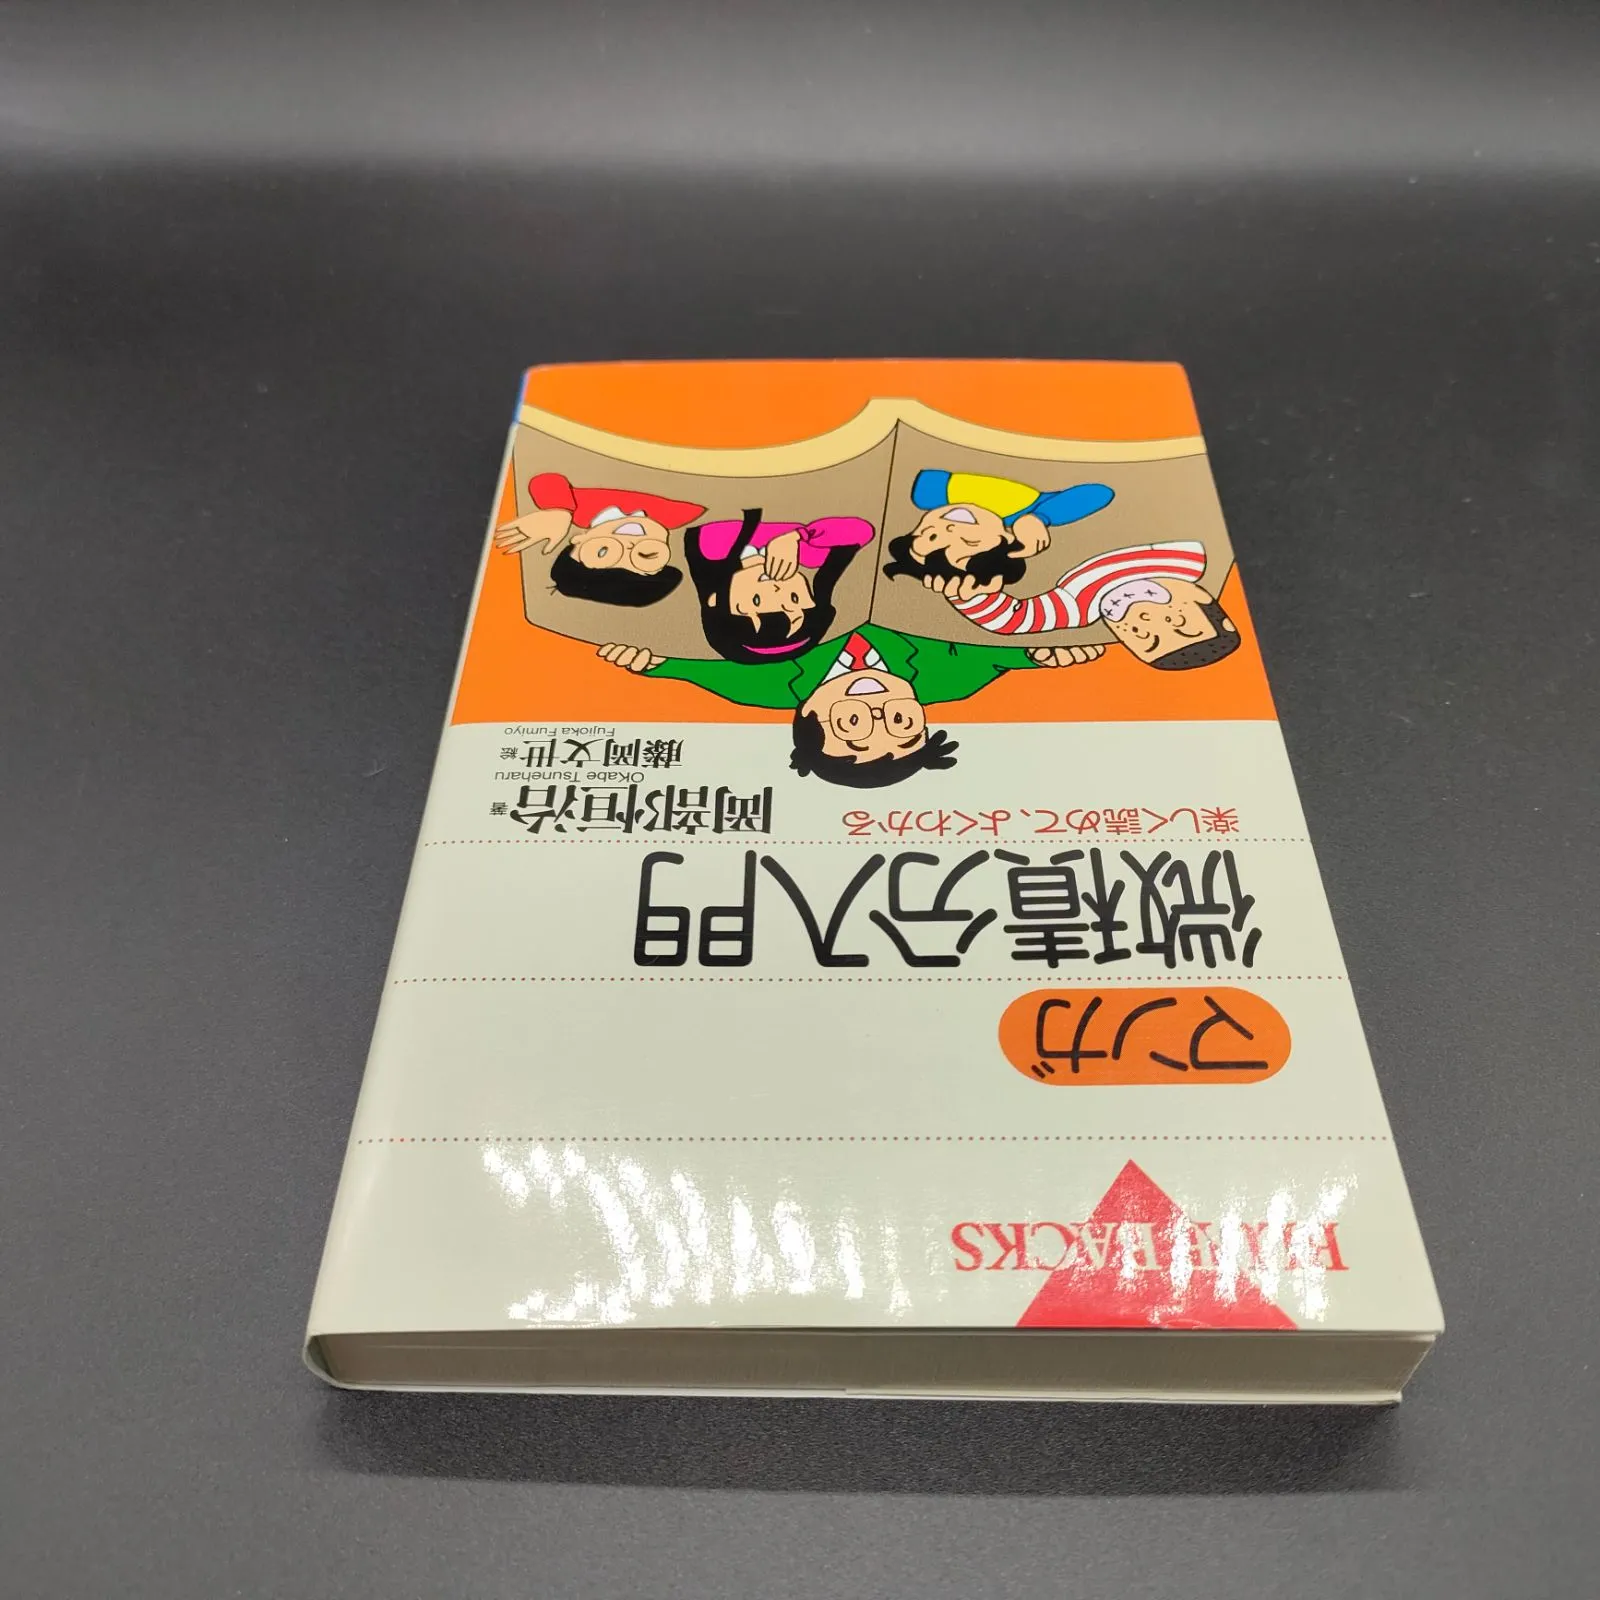 BLUE BACKS
マンガ
微積分入門
楽しく読めて、よくわかる
岡部恒治 著
OKabe Tsuneharu
藤岡文世 絵
Fujioka Fumiyo